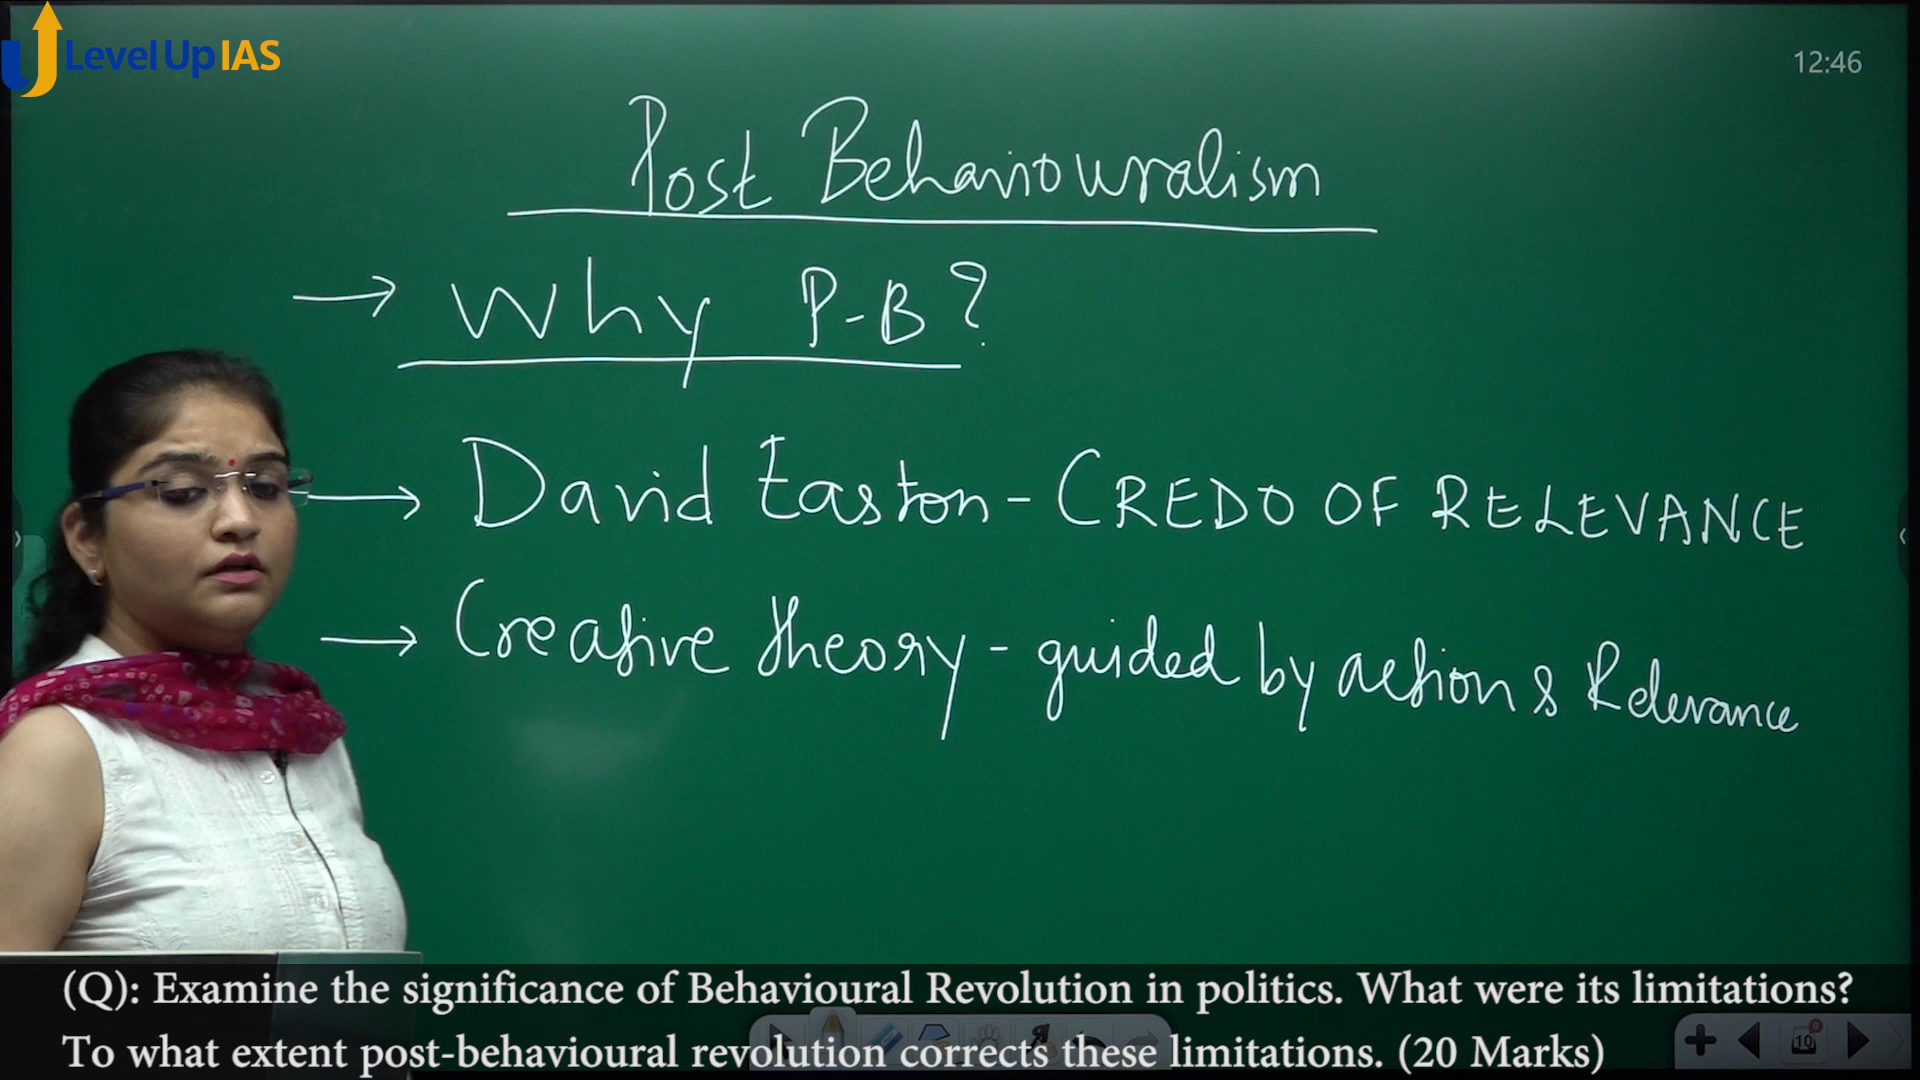 Level Up IAS
12:46
Post Behaviouralism
→ Why P-B?
→ David Easton - CREDO OF RELEVANCE
→ Creative theory - guided by action & Relevance
10
(Q): Examine the significance of Behavioural Revolution in politics. What were its limitations?
To what extent post-behavioural revolution corrects these limitations. (20 Marks)